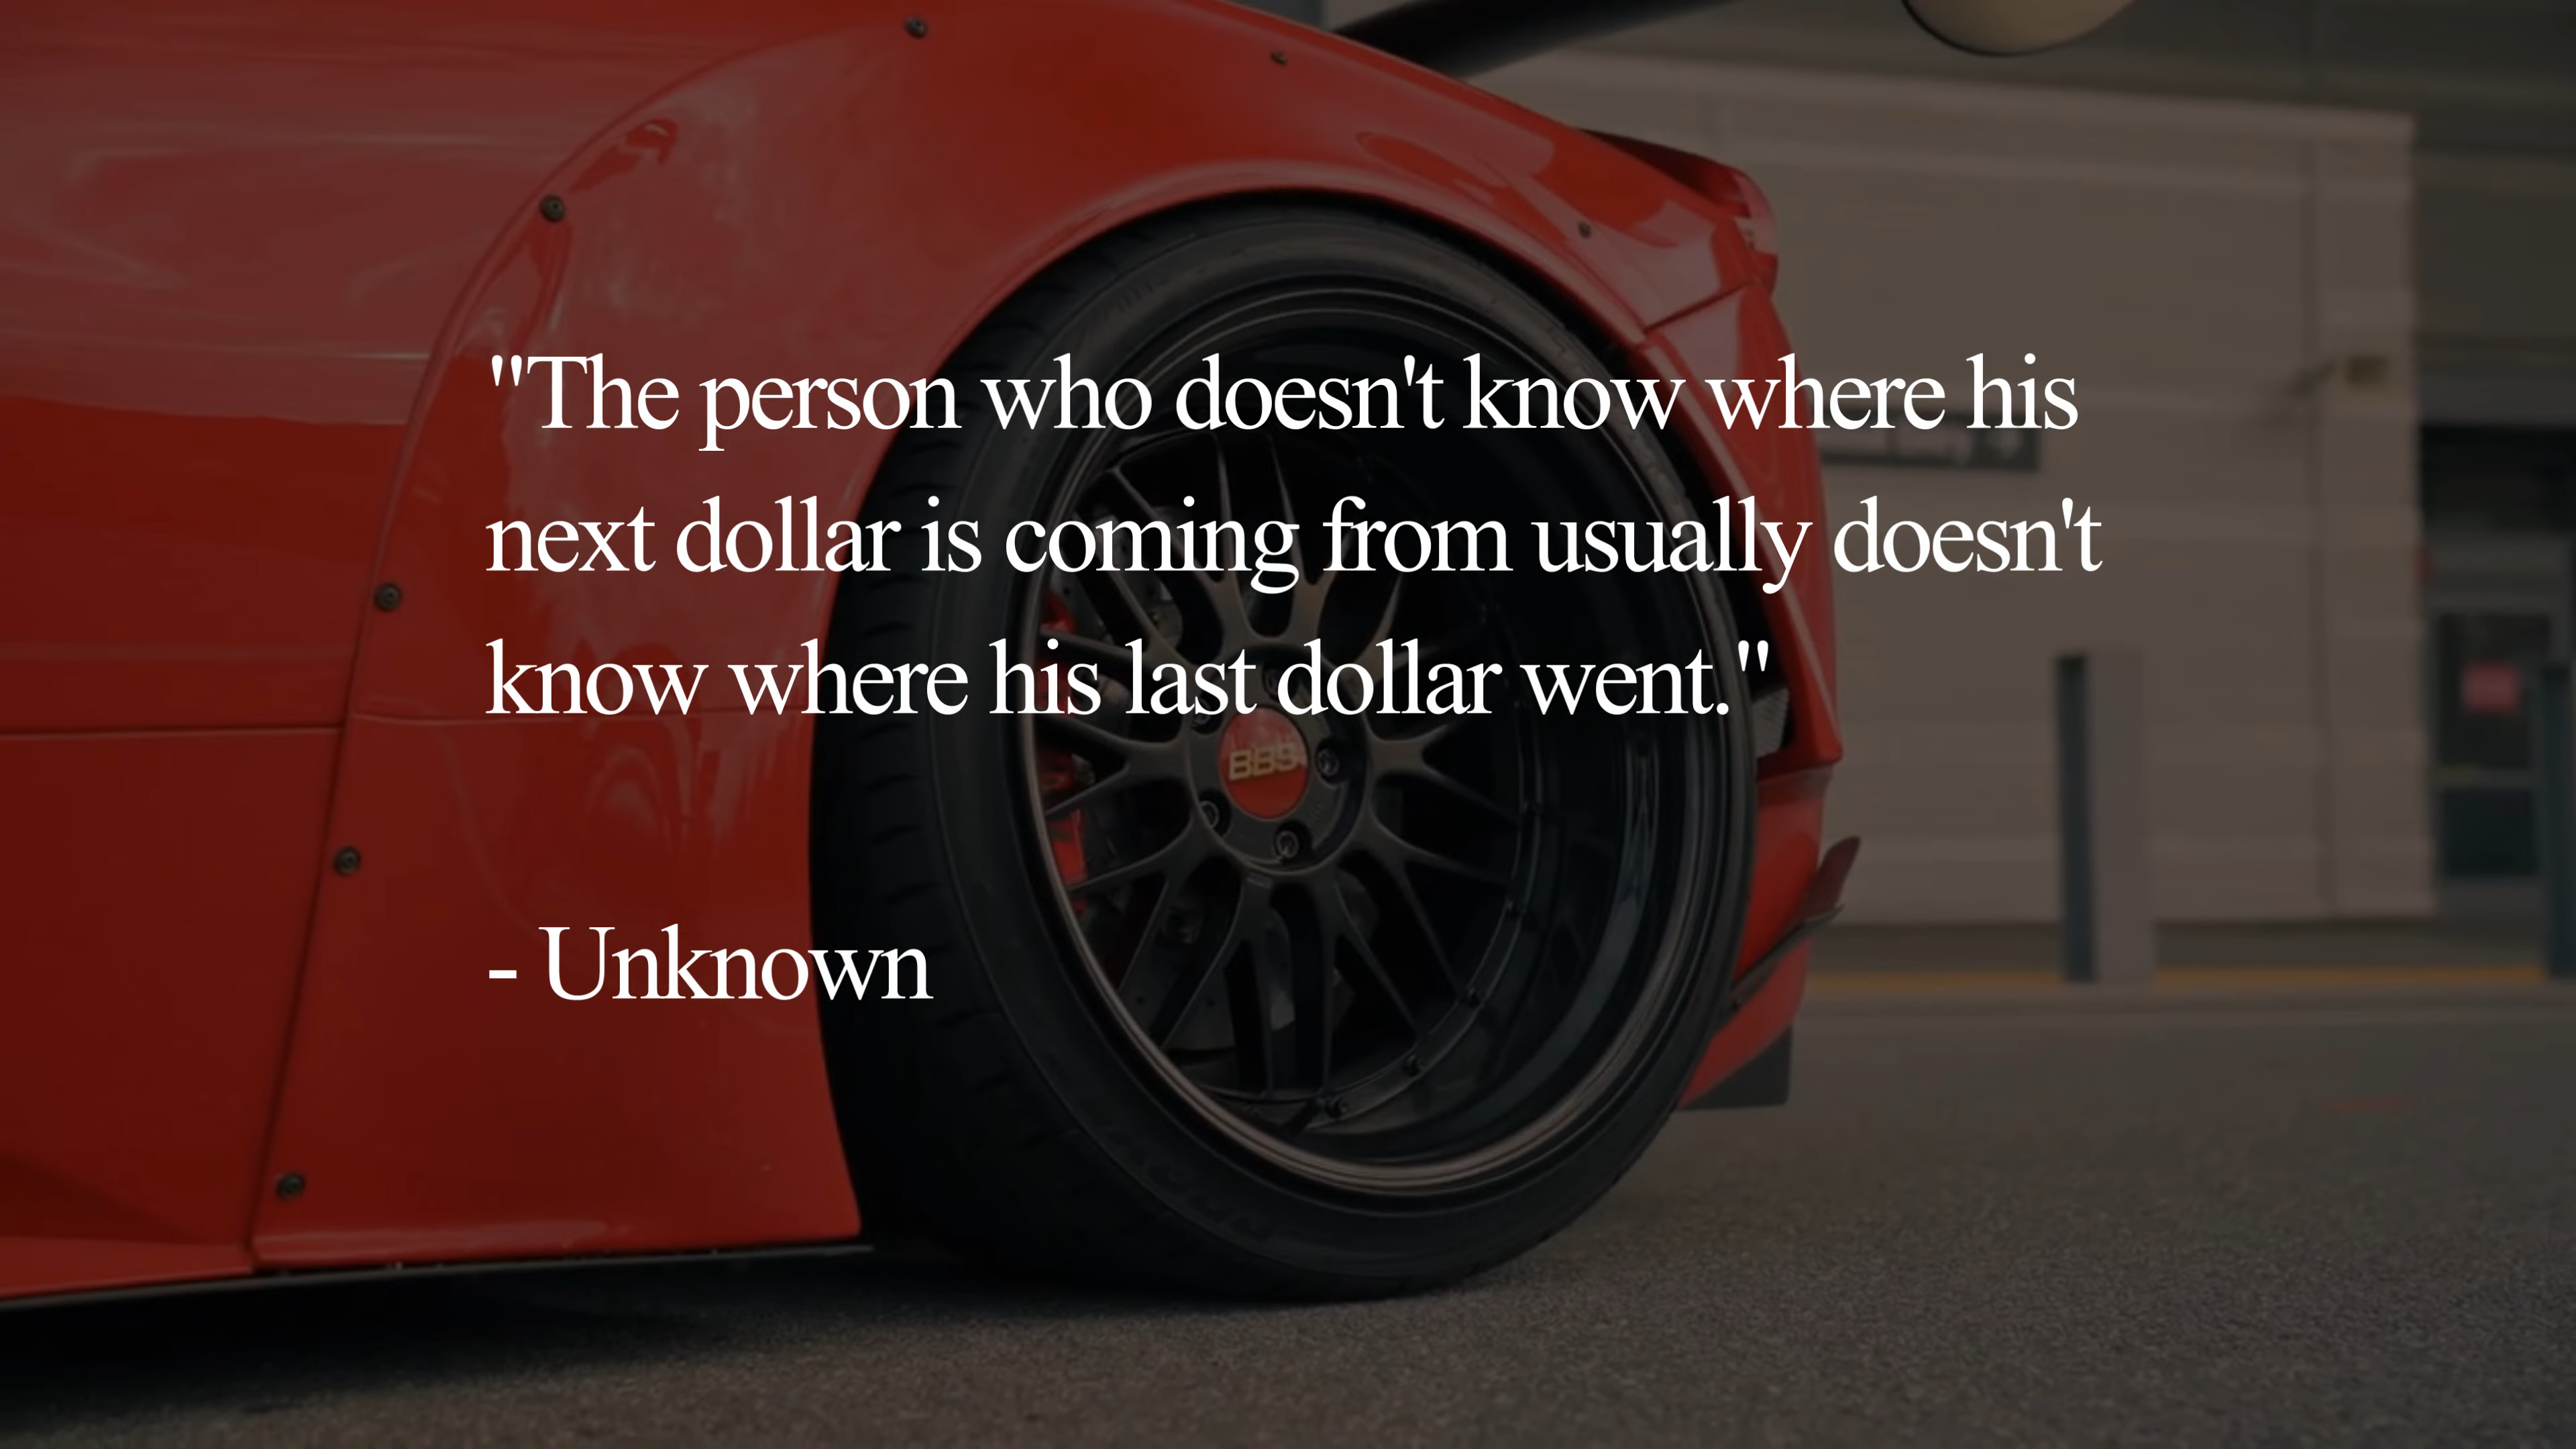 "The person who doesn't know where his
next dollar is coming from usually doesn't
know where his last dollar went."
BBS
- Unknown